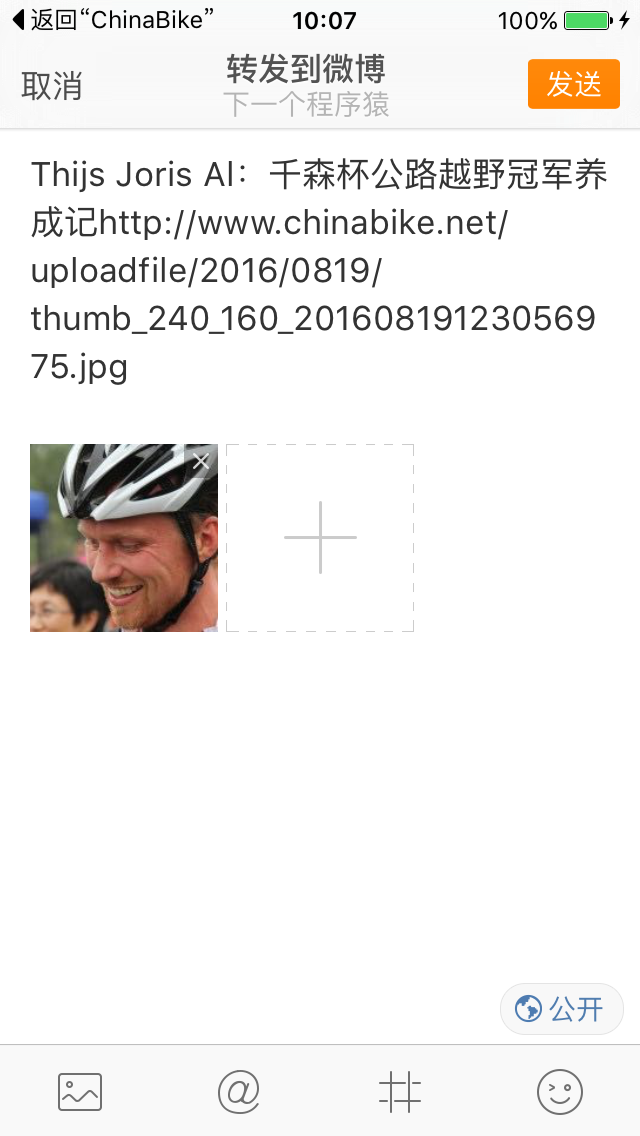 返回“ChinaBike”
10:07
100%
取消
转发到微博
下一个程序猿
发送
Thijs Joris Al：千森杯公路越野冠军养
成记http://www.chinabike.net/
uploadfile/2016/0819/
thumb_240_160_201608191230569
75.jpg
公开